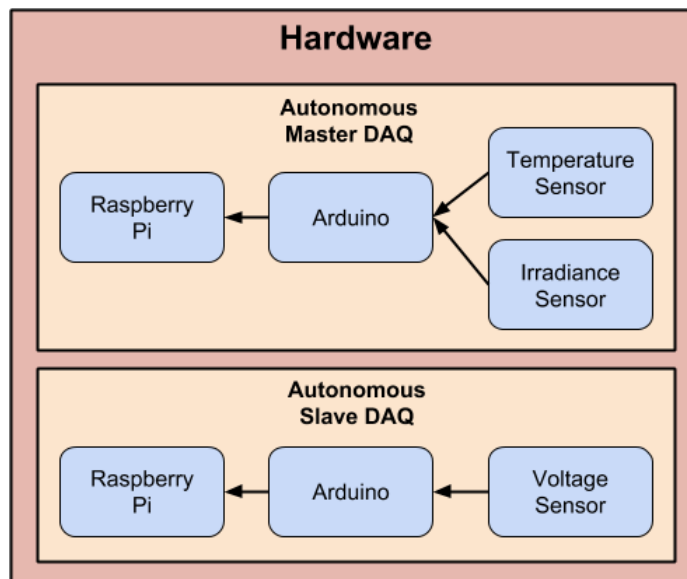 Hardware
Autonomous
Master DAQ
Raspberry
Pi
Arduino
Temperature
Sensor
Irradiance
Sensor
Autonomous
Slave DAQ
Raspberry
Pi
Arduino
Voltage
Sensor